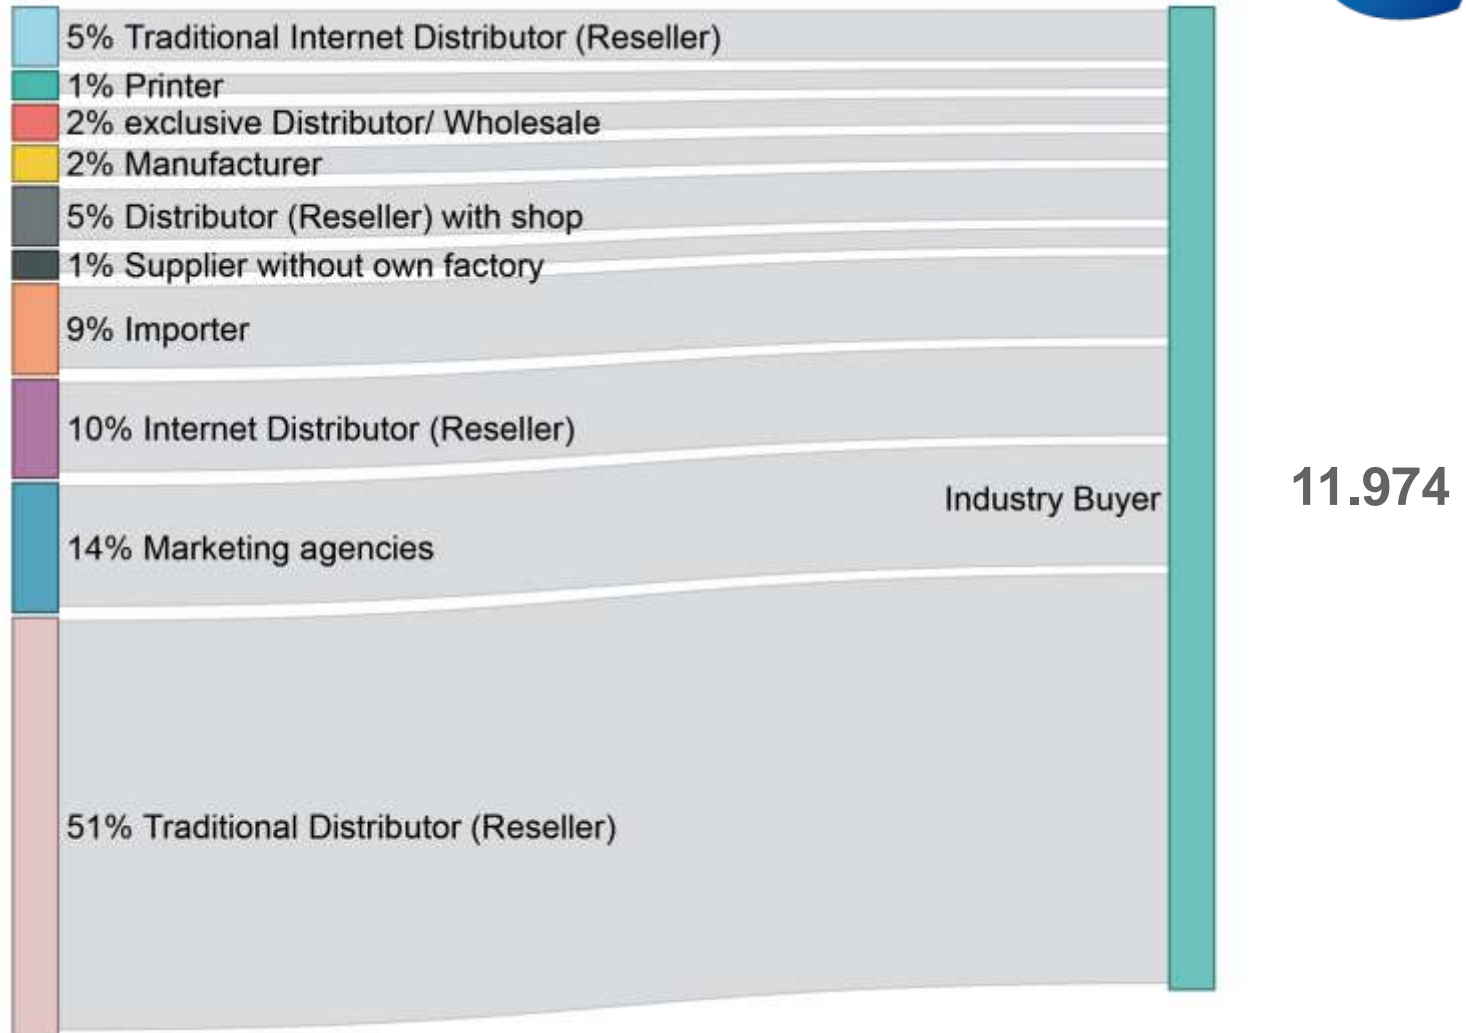 5% Traditional Internet Distributor (Reseller)
1% Printer
2% exclusive Distributor/ Wholesale
2% Manufacturer
5% Distributor (Reseller) with shop
1% Supplier without own factory
9% Importer
10% Internet Distributor (Reseller)
Industry Buyer
11.974
14% Marketing agencies
51% Traditional Distributor (Reseller)